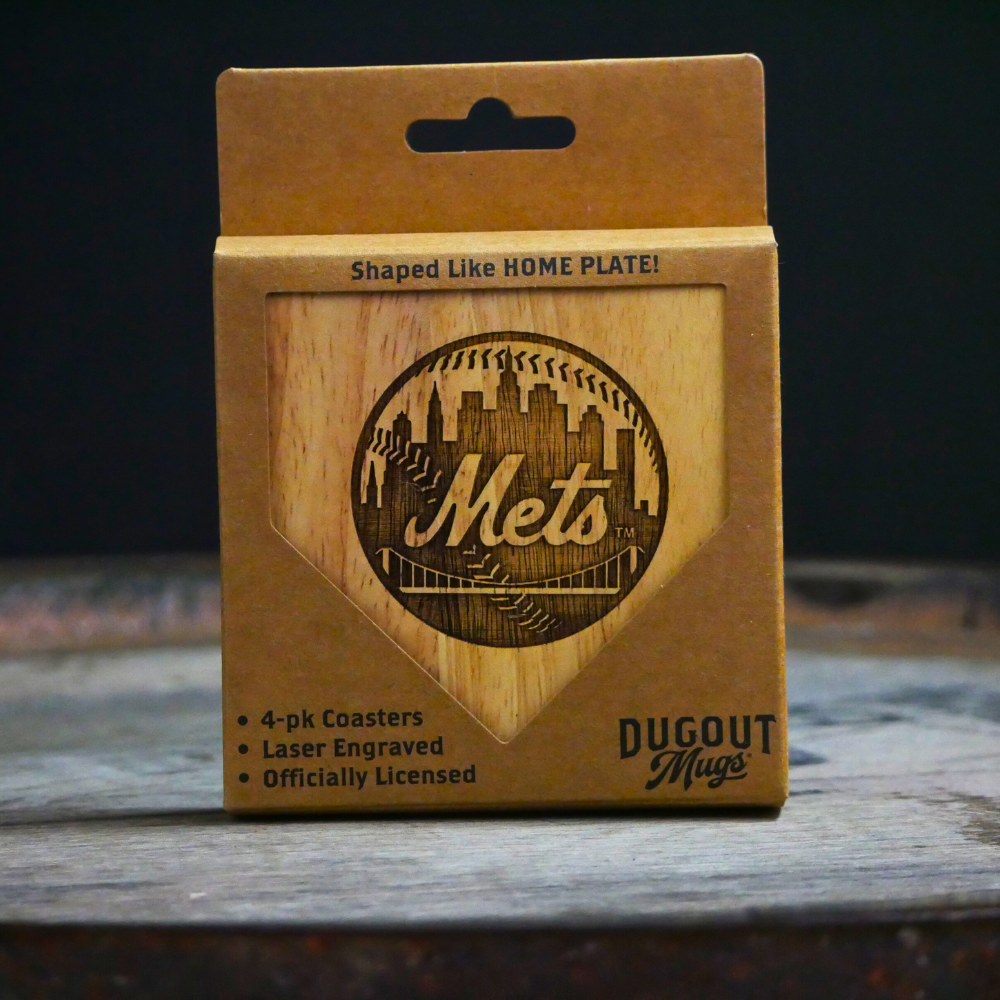 Shaped Like HOME PLATE!
Mets TM
• 4-pk Coasters
• Laser Engraved
• Officially Licensed
DUGOUT
Mugs®